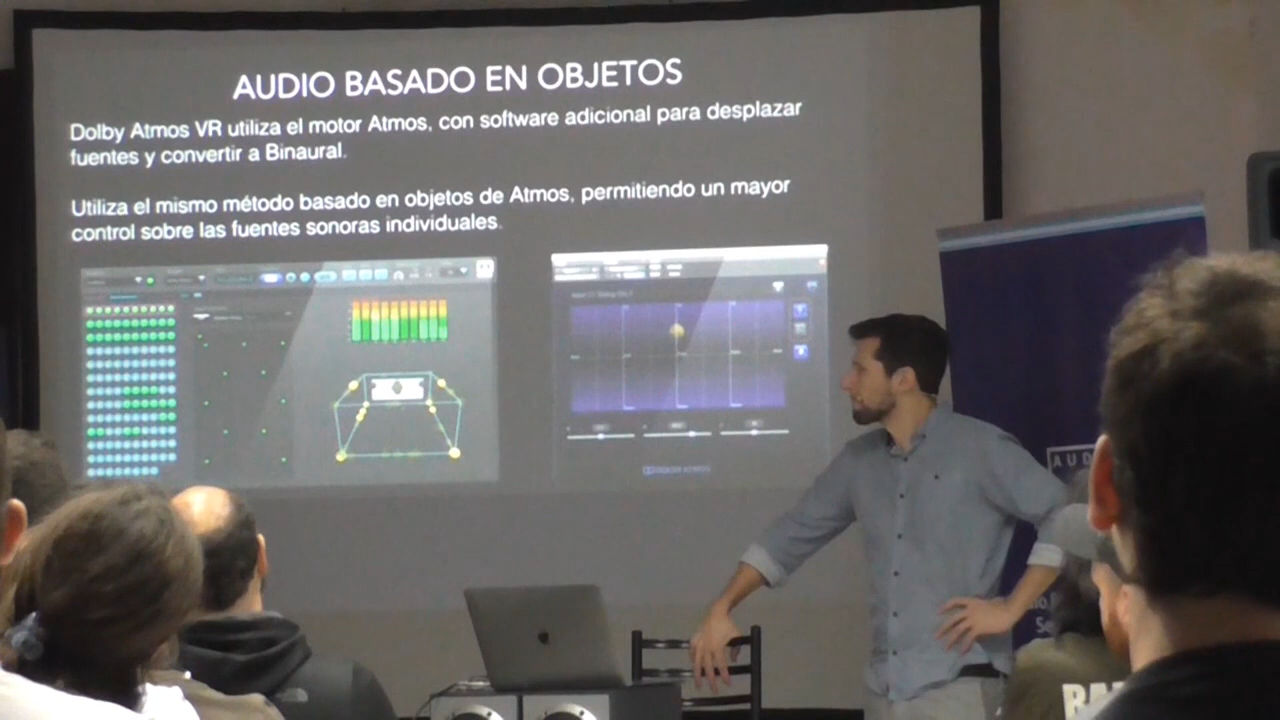 AUDIO BASADO EN OBJETOS
Dolby Atmos VR utiliza el motor Atmos, con software adicional para desplazar
fuentes y convertir a Binaural.
Utiliza el mismo método basado en objetos de Atmos, permitiendo un mayor
control sobre las fuentes sonoras individuales.
AUD